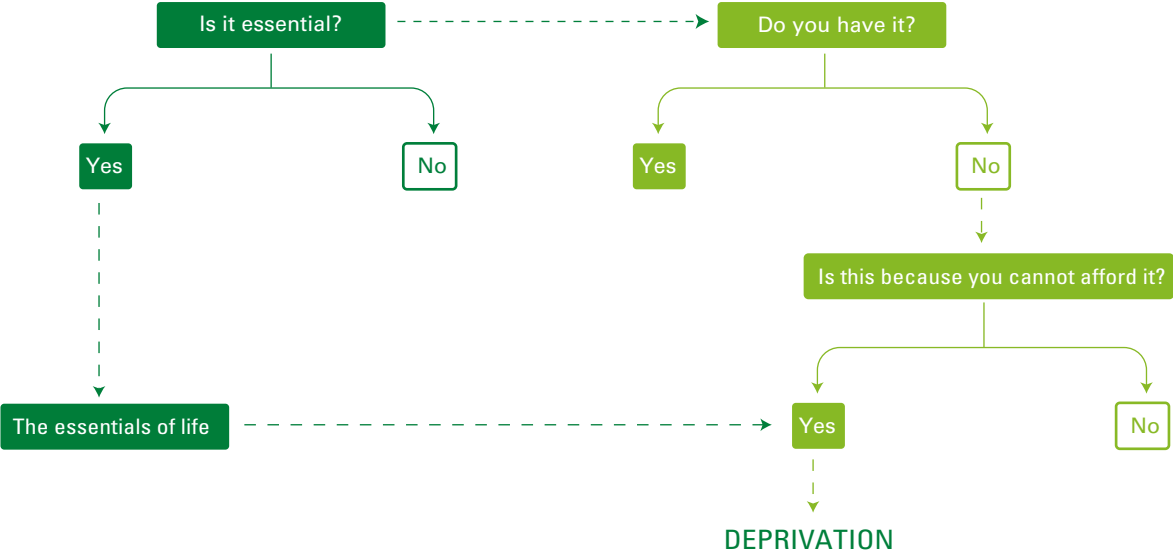 Is it essential?
Do you have it?
Yes
No
Yes
No
Is this because you cannot afford it?
The essentials of life
Yes
No
DEPRIVATION